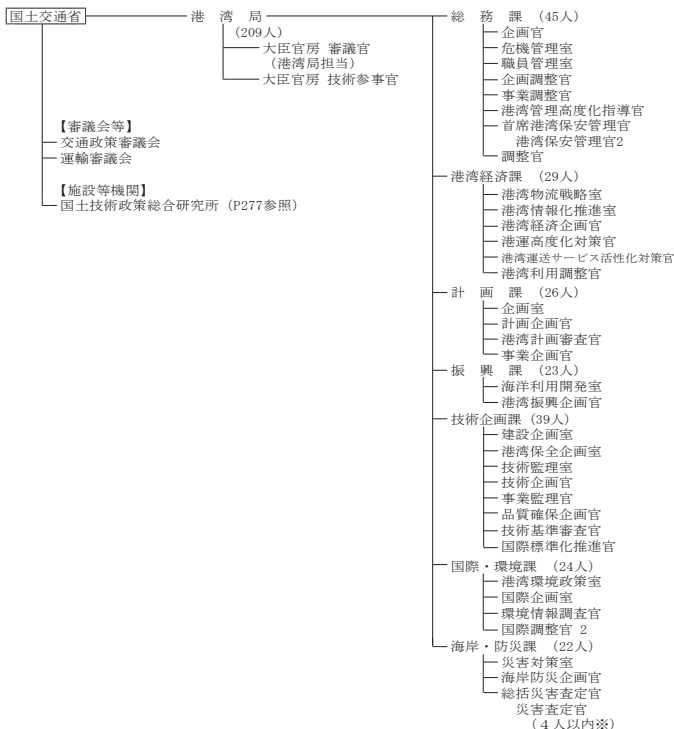 国土交通省
港　湾　局
（209人）
大臣官房 審議官
（港湾局担当）
大臣官房 技術参事官
【審議会等】
交通政策審議会
運輸審議会
【施設等機関】
国土技術政策総合研究所（P277参照）
総　務　課 （45人）
企画官
危機管理室
職員管理室
企画調整官
事業調整官
港湾管理高度化指導官
首席港湾保安管理官
港湾保安管理官2
調整官
港湾経済課（29人）
港湾物流戦略室
港湾情報化推進室
港湾経済企画官
港運高度化対策官
港湾運送サービス活性化対策官
港湾利用調整官
計　画　課 （26人）
企画室
計画企画官
港湾計画審査官
事業企画官
振　興　課 （23人）
海洋利用開発室
港湾振興企画官
技術企画課（39人）
建設企画室
港湾保全企画室
技術監理室
技術企画官
事業監理官
品質確保企画官
技術基準審査官
国際標準化推進官
国際・環境課 （24人）
港湾環境政策室
国際企画室
環境情報調査官
国際調整官 2
海岸・防災課 （22人）
災害対策室
海岸防災企画官
総括災害査定官
災害査定官
（４人以内※）